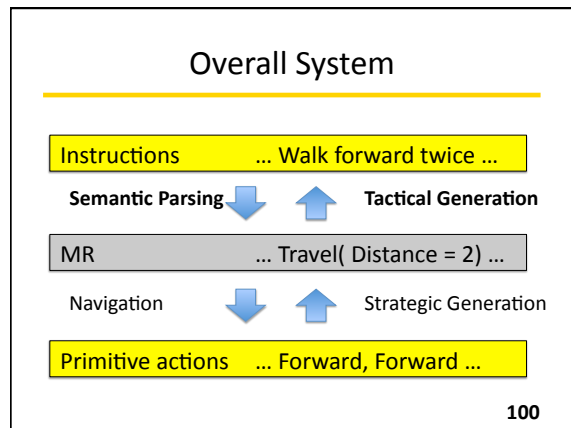 Overall System
Instructions ... Walk forward twice ...
Semantic Parsing Tactical Generation
MR ... Travel( Distance = 2) ...
Navigation Strategic Generation
Primitive actions ... Forward, Forward ...
100